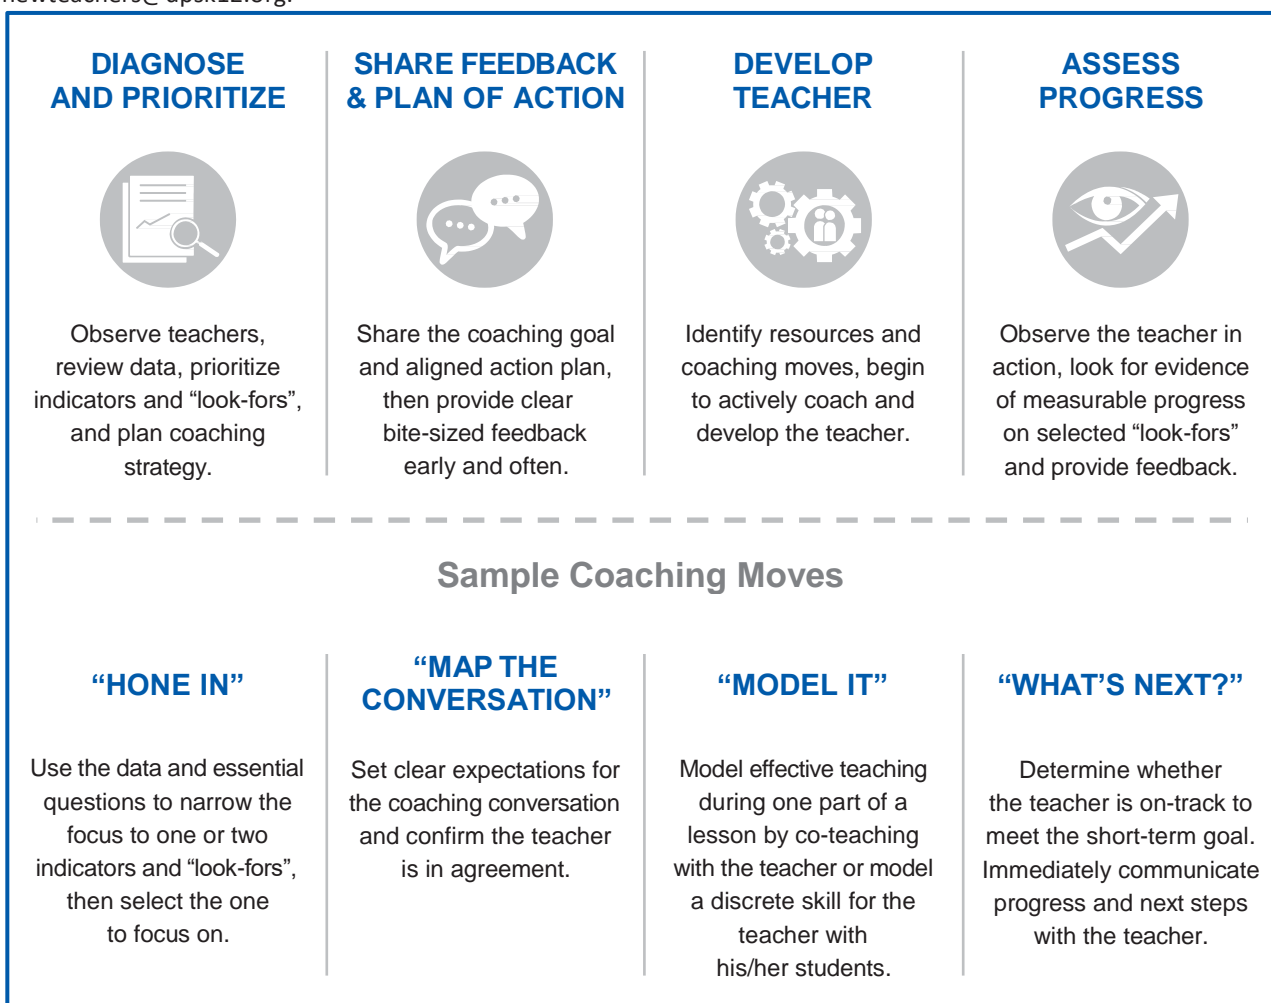 newteachers@dpsk12.org.
DIAGNOSE
AND PRIORITIZE
Observe teachers,
review data, prioritize
indicators and “look-fors”,
and plan coaching
strategy.
SHARE FEEDBACK
& PLAN OF ACTION
Share the coaching goal
and aligned action plan,
then provide clear
bite-sized feedback
early and often.
DEVELOP
TEACHER
Identify resources and
coaching moves, begin
to actively coach and
develop the teacher.
ASSESS
PROGRESS
Observe the teacher in
action, look for evidence
of measurable progress
on selected “look-fors”
and provide feedback.
Sample Coaching Moves
“HONE IN”
Use the data and essential
questions to narrow the
focus to one or two
indicators and “look-fors”,
then select the one
to focus on.
“MAP THE
CONVERSATION”
Set clear expectations for
the coaching conversation
and confirm the teacher
is in agreement.
“MODEL IT”
Model effective teaching
during one part of a
lesson by co-teaching
with the teacher or model
a discrete skill for the
teacher with
his/her students.
“WHAT’S NEXT?”
Determine whether
the teacher is on-track to
meet the short-term goal.
Immediately communicate
progress and next steps
with the teacher.